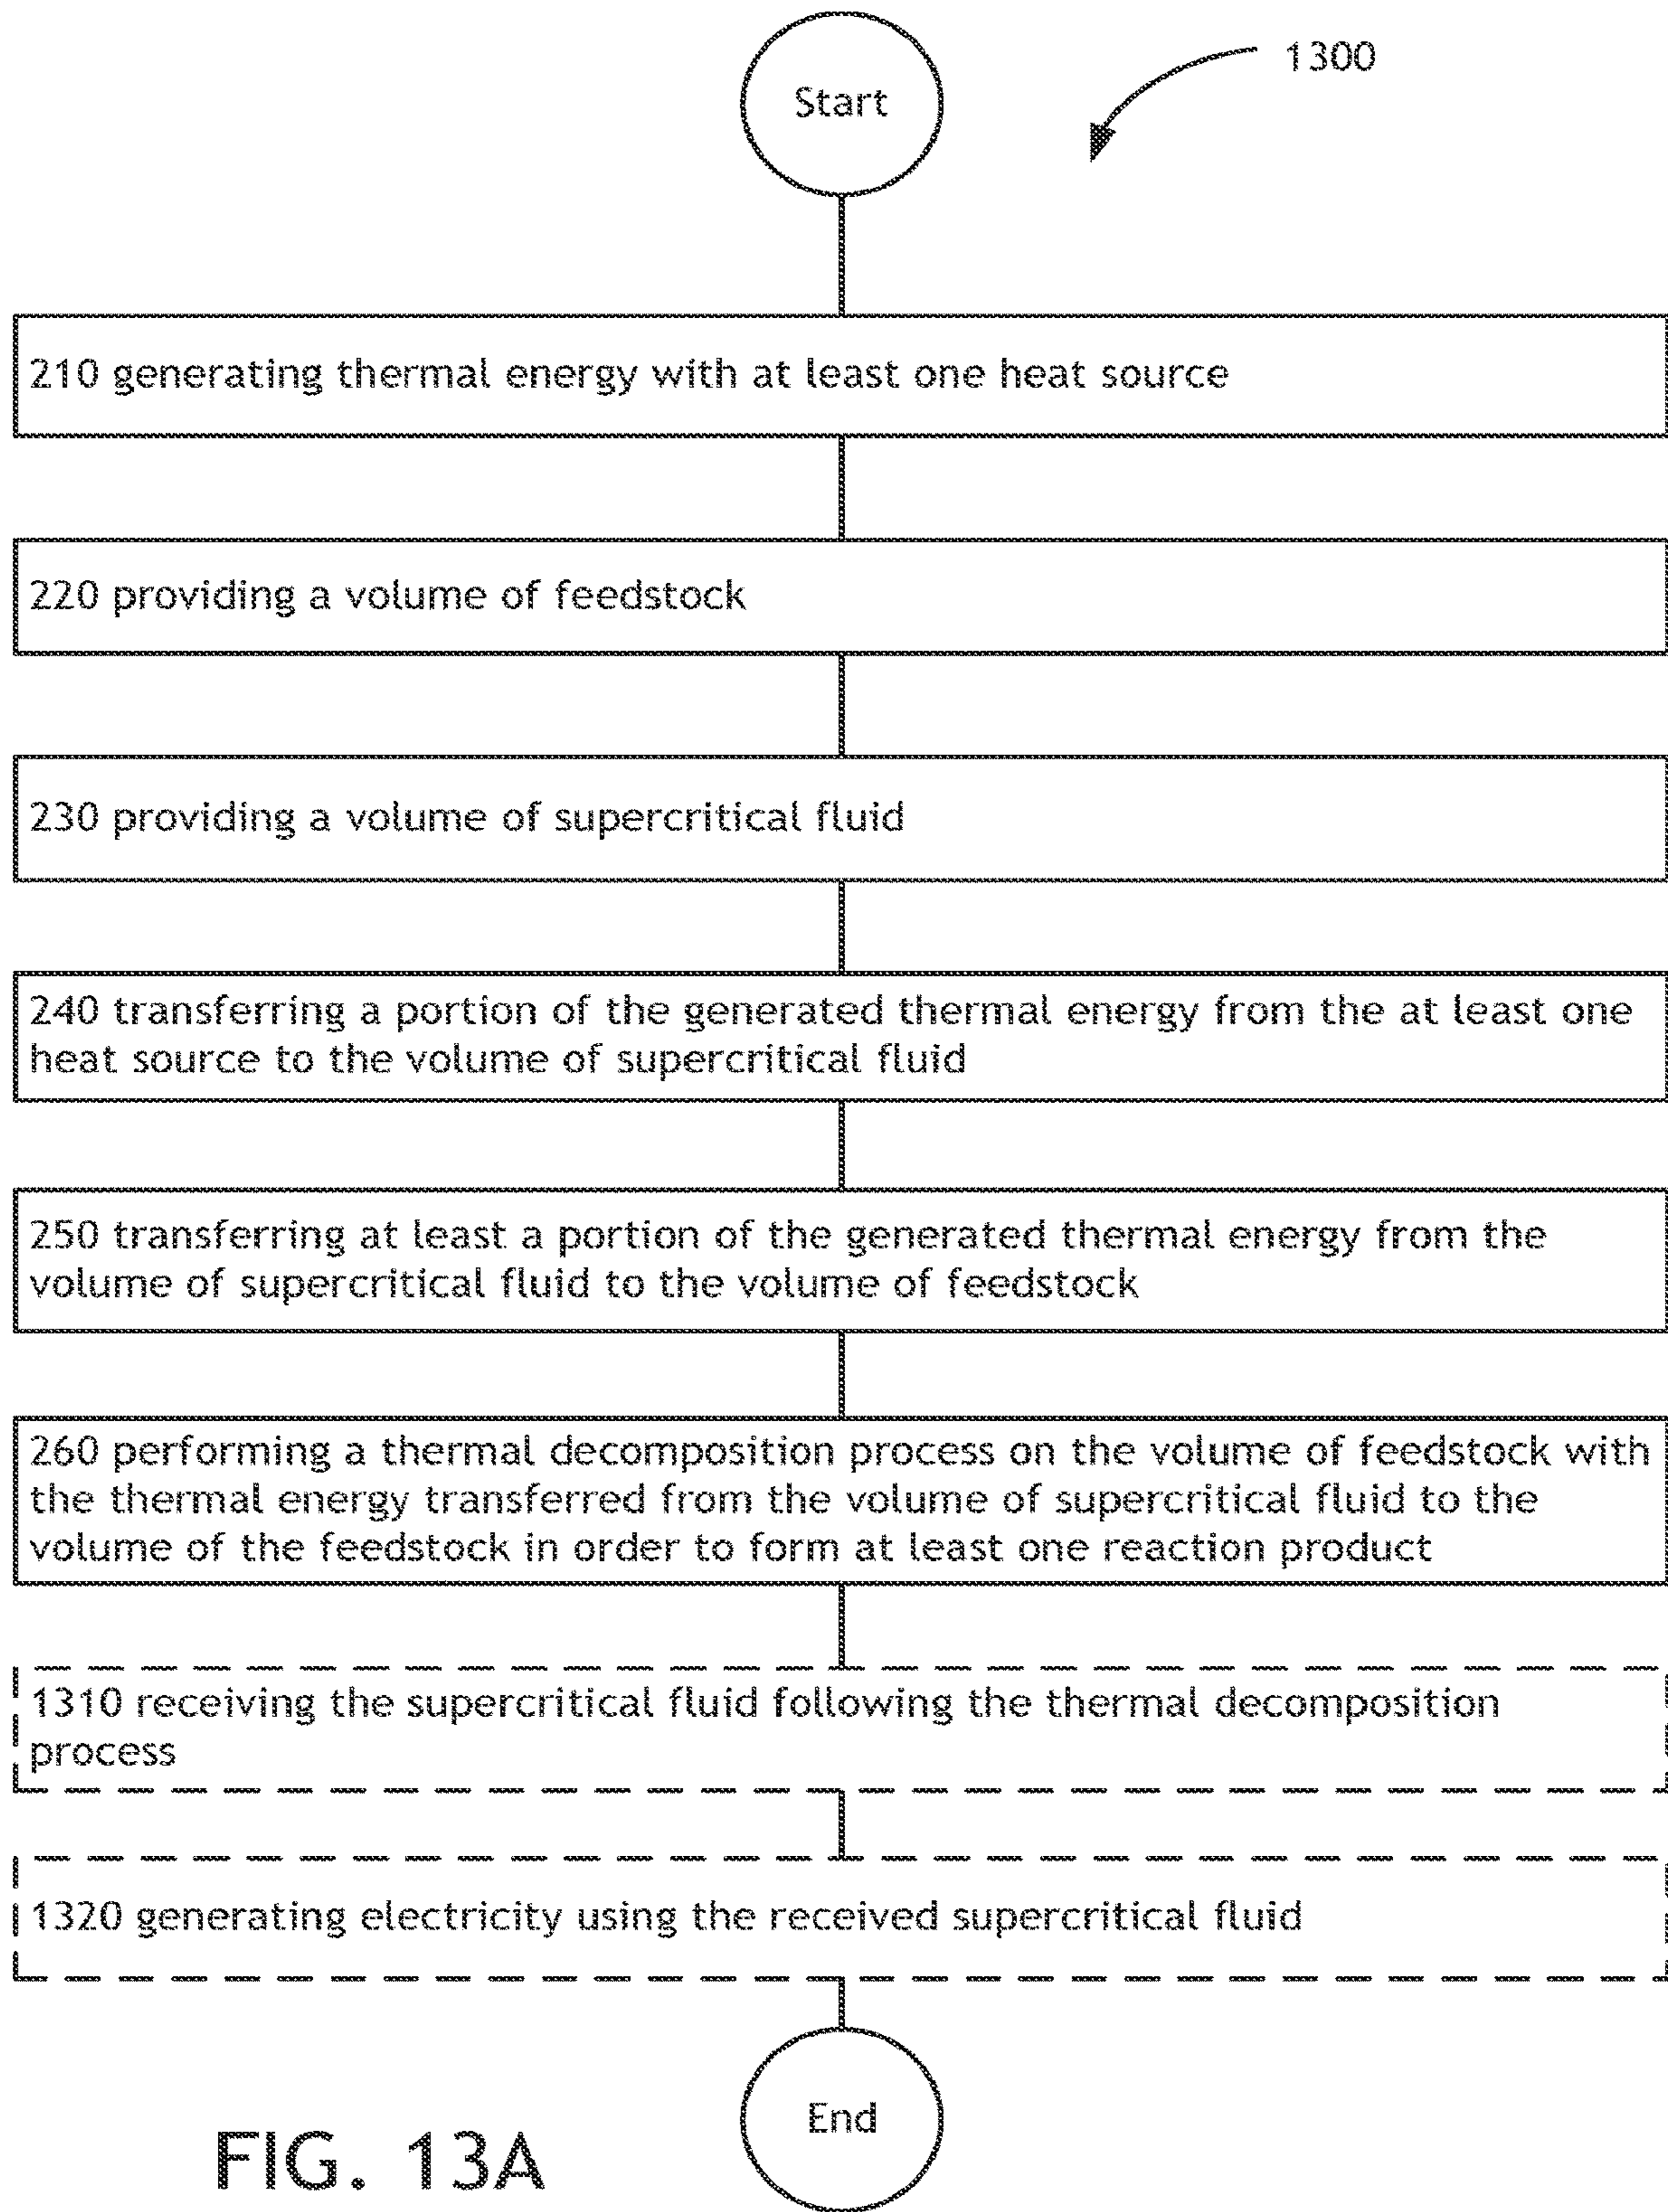 Start
1300
210 generating thermal energy with at least one heat source
220 providing a volume of feedstock
230 providing a volume of supercritical fluid
240 transferring a portion of the generated thermal energy from the at least one
heat source to the volume of supercritical fluid
250 transferring at least a portion of the generated thermal energy from the
volume of supercritical fluid to the volume of feedstock
260 performing a thermal decomposition process on the volume of feedstock with
the thermal energy transferred from the volume of supercritical fluid to the
volume of the feedstock in order to form at least one reaction product
1310 receiving the supercritical fluid following the thermal decomposition
process
1320 generating electricity using the received supercritical fluid
End
FIG. 13A